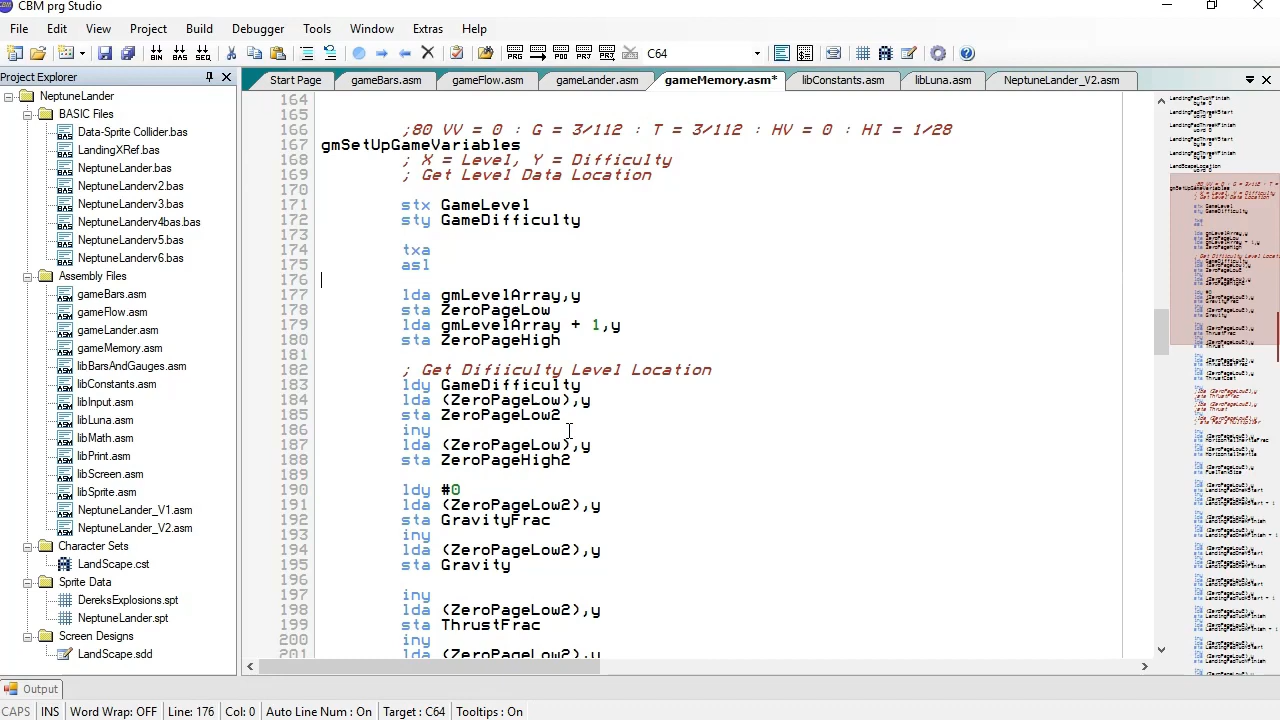 CBM prg Studio
File Edit View Project Build Debugger Tools Window Extras Help
C64
Project Explorer
Start Page gameBars.asm gameFlow.asm gameLander.asm gameMemory.asm* libConstants.asm libLuna.asm NeptuneLander_V2.asm
NeptuneLander
BASIC Files
Data-Sprite Collider.bas
LandingXRef.bas
NeptuneLander.bas
NeptuneLanderv2.bas
NeptuneLanderv3.bas
NeptuneLanderv4bas.bas
NeptuneLanderv5.bas
NeptuneLanderv6.bas
Assembly Files
gameBars.asm
gameFlow.asm
gameLander.asm
gameMemory.asm
libBarsAndGauges.asm
libConstants.asm
libInput.asm
libLuna.asm
libMath.asm
libPrint.asm
libScreen.asm
libSprite.asm
NeptuneLander_V1.asm
NeptuneLander_V2.asm
Character Sets
LandScape.cst
Sprite Data
DereksExplosions.spt
NeptuneLander.spt
Screen Designs
LandScape.sdd
164
165
166 ;80 VV = 0 : G = 3/112 : T = 3/112 : HV = 0 : HI = 1/28
167 gmSetUpGameVariables
168 ; X = Level, Y = Difficulty
169 ; Get Level Data Location
170
171 stx GameLevel
172 sty GameDifficulty
173
174 txa
175 asl
176
177 lda gmLevelArray,y
178 sta ZeroPageLow
179 lda gmLevelArray + 1,y
180 sta ZeroPageHigh
181
182 ; Get Difiiculty Level Location
183 ldy GameDifficulty
184 lda (ZeroPageLow),y
185 sta ZeroPageLow2
186 iny
187 lda (ZeroPageLow),y
188 sta ZeroPageHigh2
189
190 ldy #0
191 lda (ZeroPageLow2),y
192 sta GravityFrac
193 iny
194 lda (ZeroPageLow2),y
195 sta Gravity
196
197 iny
198 lda (ZeroPageLow2),y
199 sta ThrustFrac
200 iny
201 lda (ZeroPageLow2),y
Output
CAPS INS Word Wrap: OFF Line: 176 Col: 0 Auto Line Num : On Target : C64 Tooltips : On